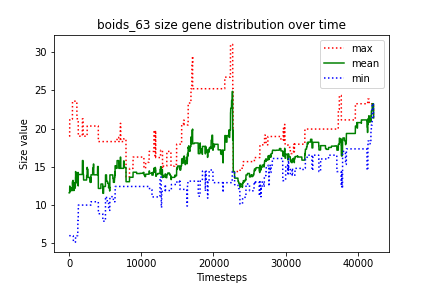 boids_63 size gene distribution over time
max
mean
min
Size value
30
25
20
15
10
5
0
10000
20000
30000
40000
Timesteps